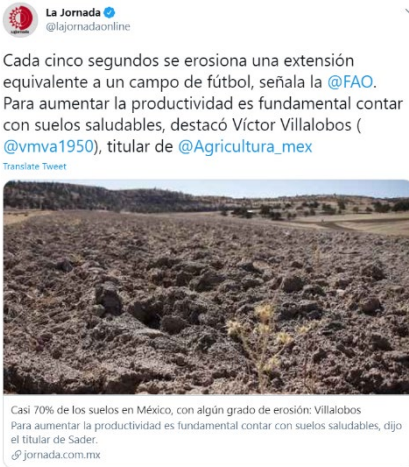 La Jornada
@lajornadaonline
Cada cinco segundos se erosiona una extensión
equivalente a un campo de fútbol, señala la @FAO.
Para aumentar la productividad es fundamental contar
con suelos saludables, destacó Víctor Villalobos (
@vmva1950), titular de @Agricultura_mex
Translate Tweet
Casi 70% de los suelos en México, con algún grado de erosión: Villalobos
Para aumentar la productividad es fundamental contar con suelos saludables, dijo
el titular de Sader.
jornada.com.mx